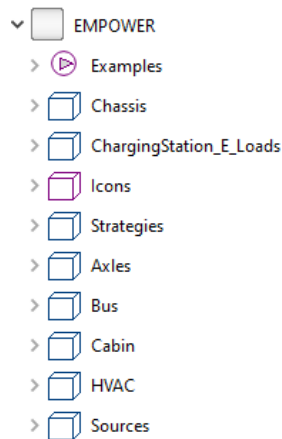 EMPOWER
Examples
Chassis
ChargingStation_E_Loads
Icons
Strategies
Axles
Bus
Cabin
HVAC
Sources